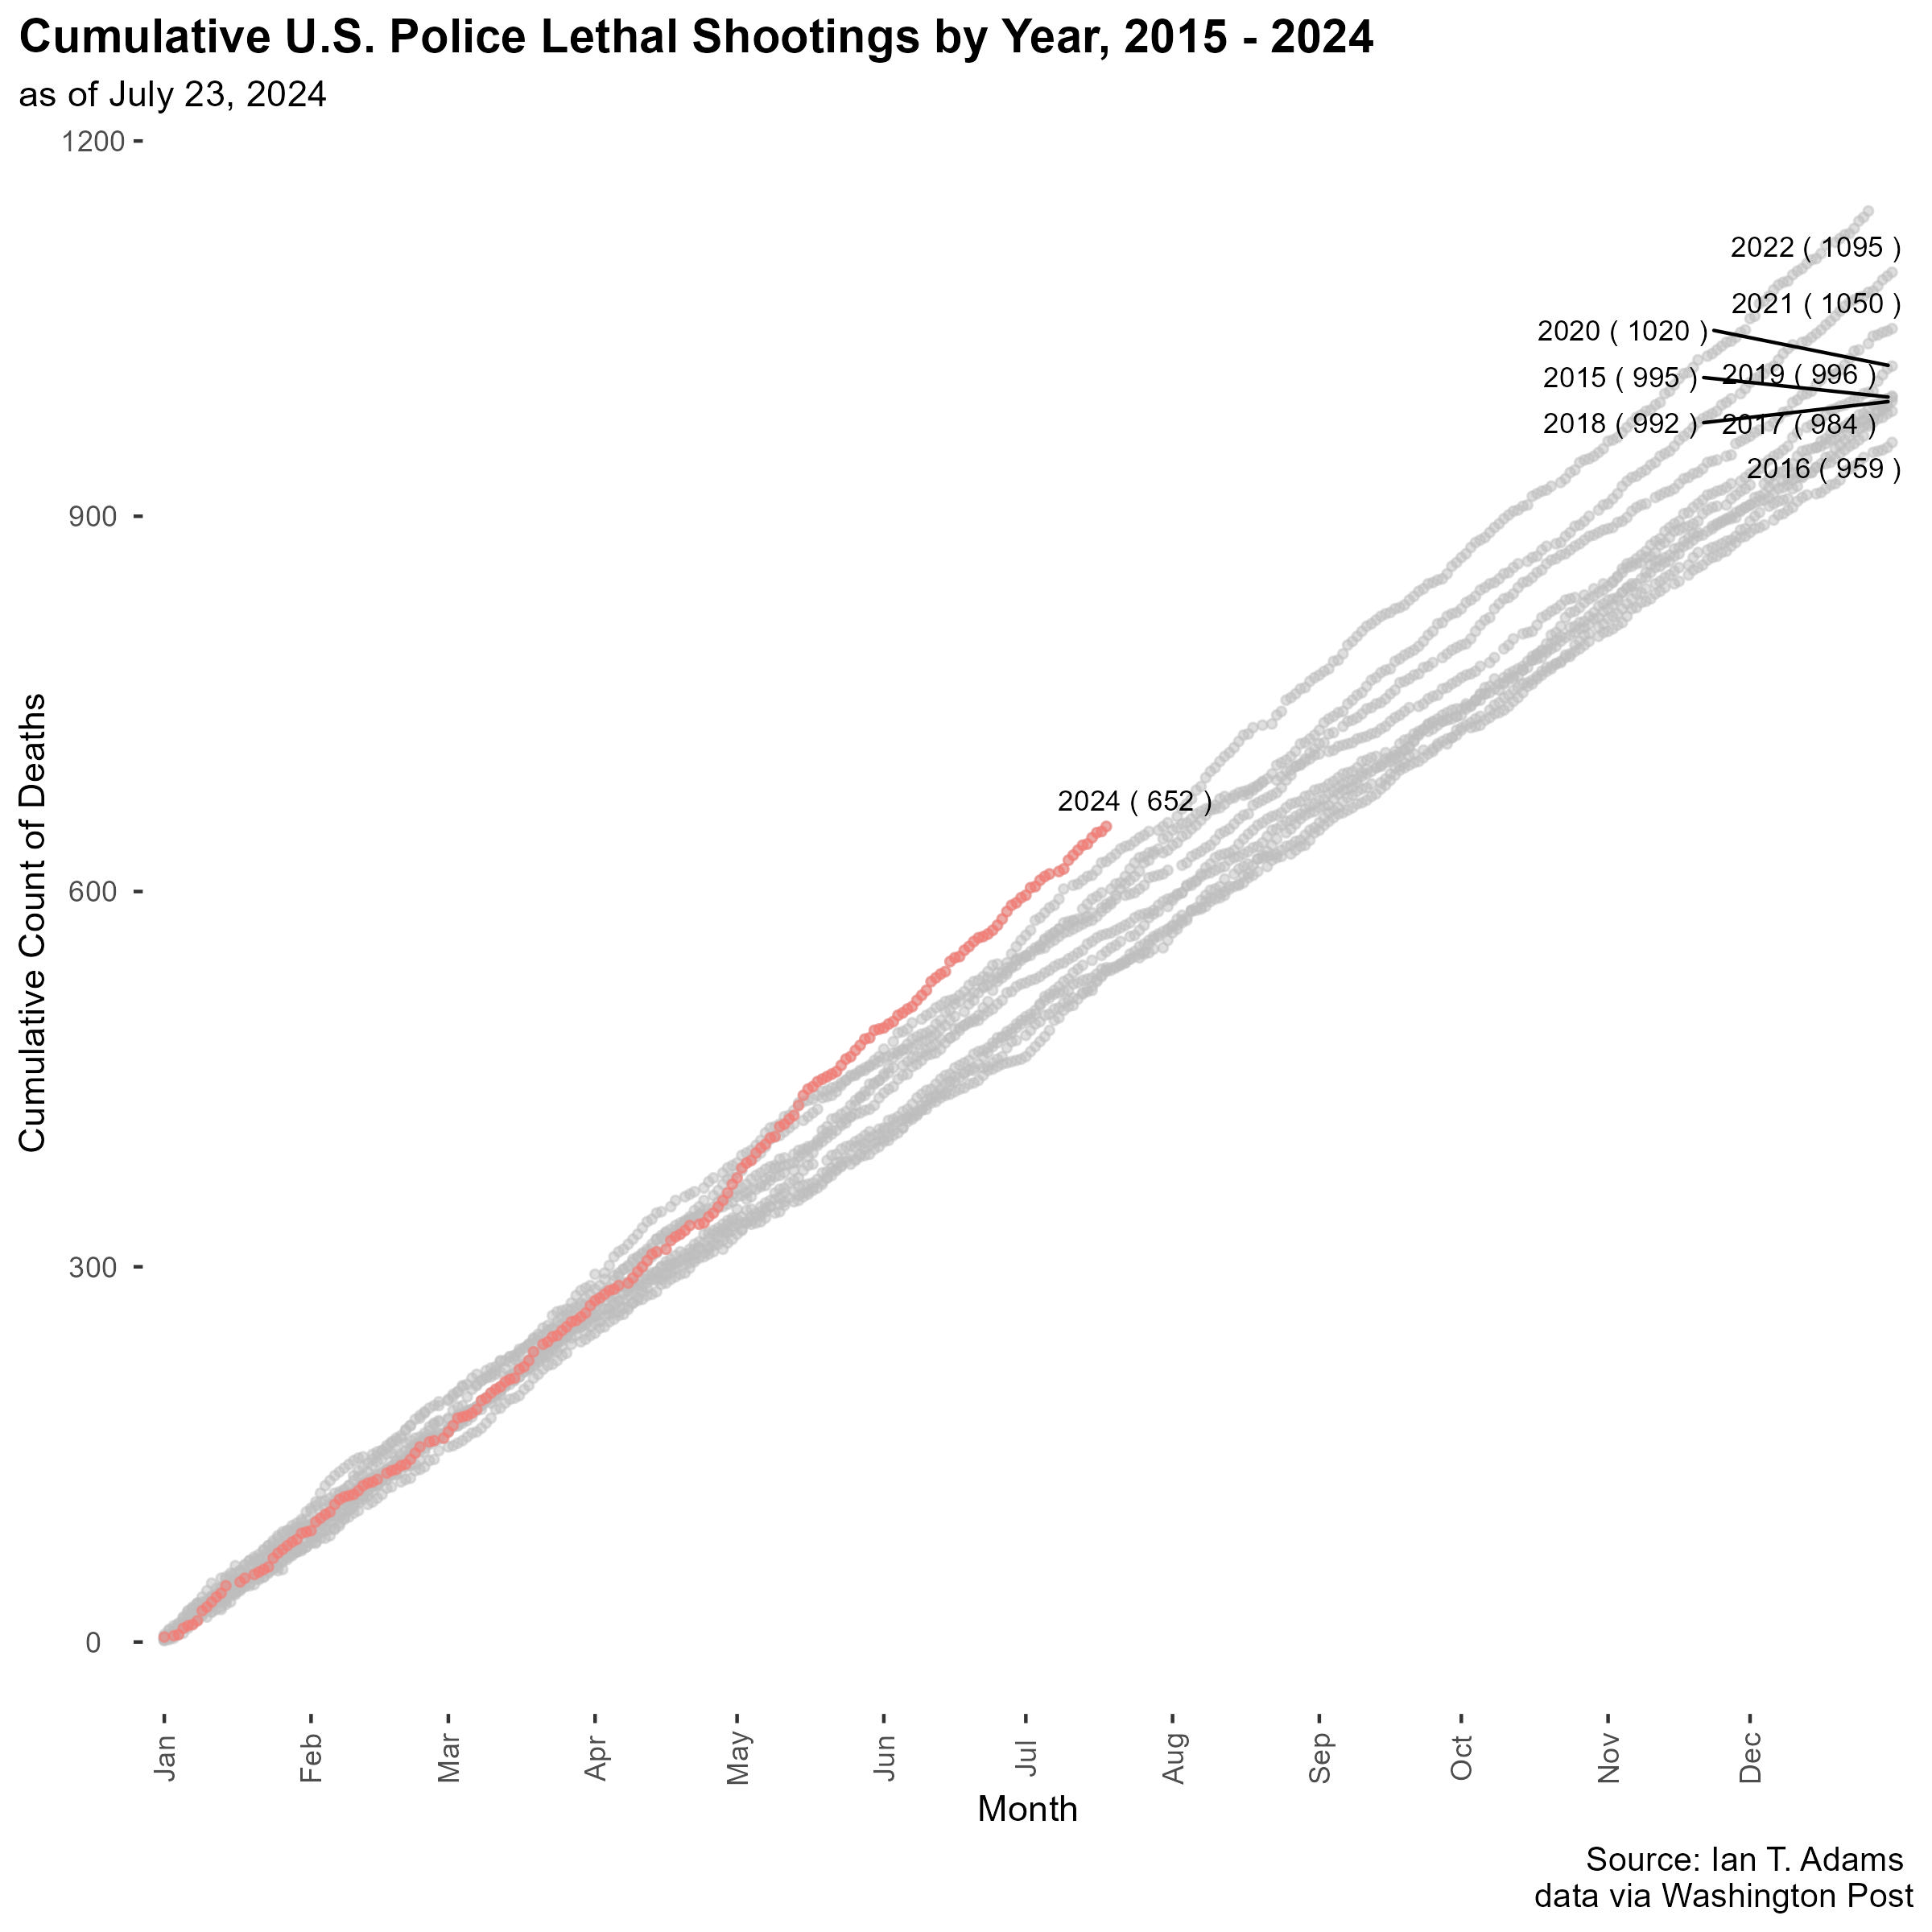 Cumulative U.S. Police Lethal Shootings by Year, 2015 - 2024
as of July 23, 2024
1200
900
600
300
0
Cumulative Count of Deaths
2022 ( 1095 )
2021 ( 1050 )
2020 ( 1020 )
2019 ( 996 )
2015 ( 995 )
2018 ( 992 )
2017 ( 984 )
2016 ( 959 )
2024 ( 652 )
Jan
Feb
Mar
Apr
May
Jun
Jul
Aug
Sep
Oct
Nov
Dec
Month
Source: Ian T. Adams
data via Washington Post